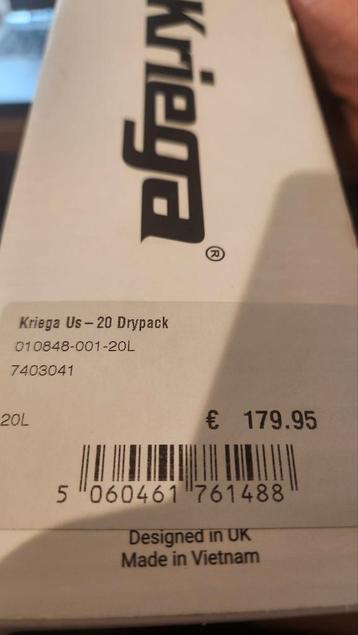 Kriega®
Kriega Us-20 Drypack
010848-001-20L
7403041
20L € 179.95
5 060461 761488
Designed in UK
Made in Vietnam